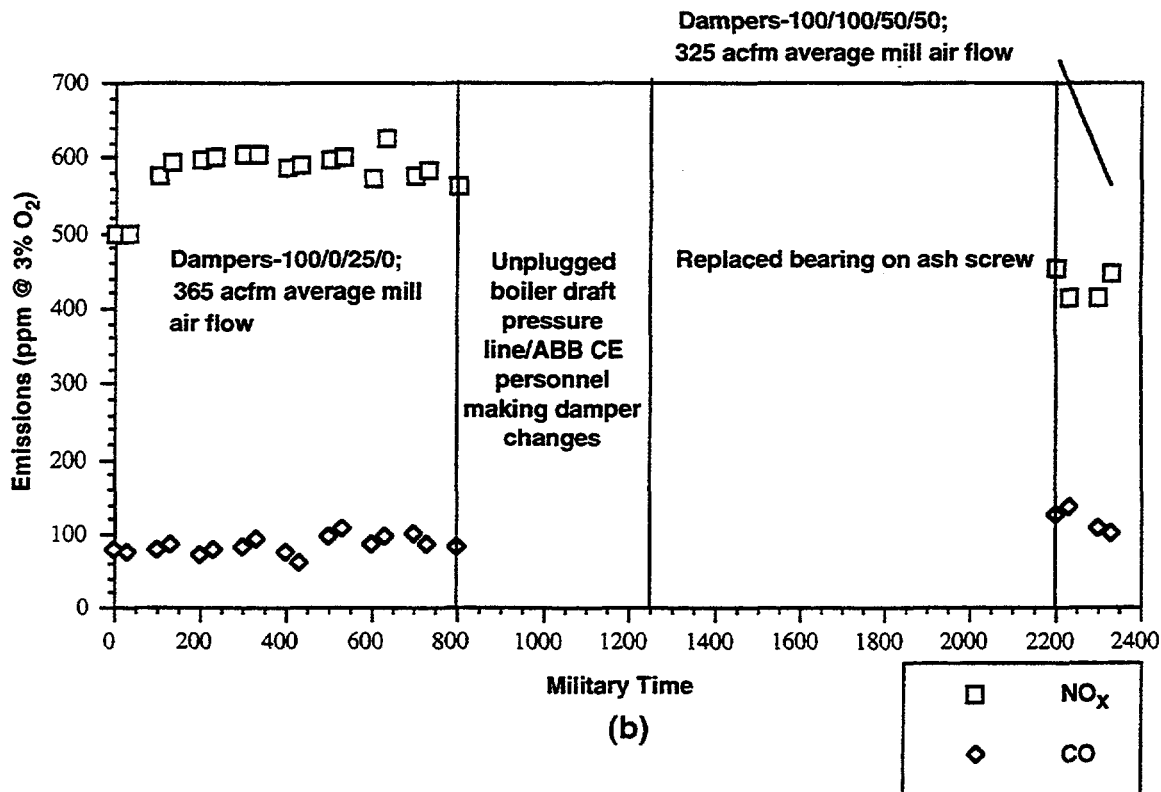 Dampers-100/100/50/50;
325 acfm average mill air flow
700
600
500
400
300
200
100
0
Emissions (ppm @ 3% O2)
Dampers-100/0/25/0;
365 acfm average mill
air flow
Unplugged
boiler draft
pressure
line/ABB CE
personnel
making damper
changes
Replaced bearing on ash screw
0 200 400 600 800 1000 1200 1400 1600 1800 2000 2200 2400
Military Time
(b)
NOX
CO